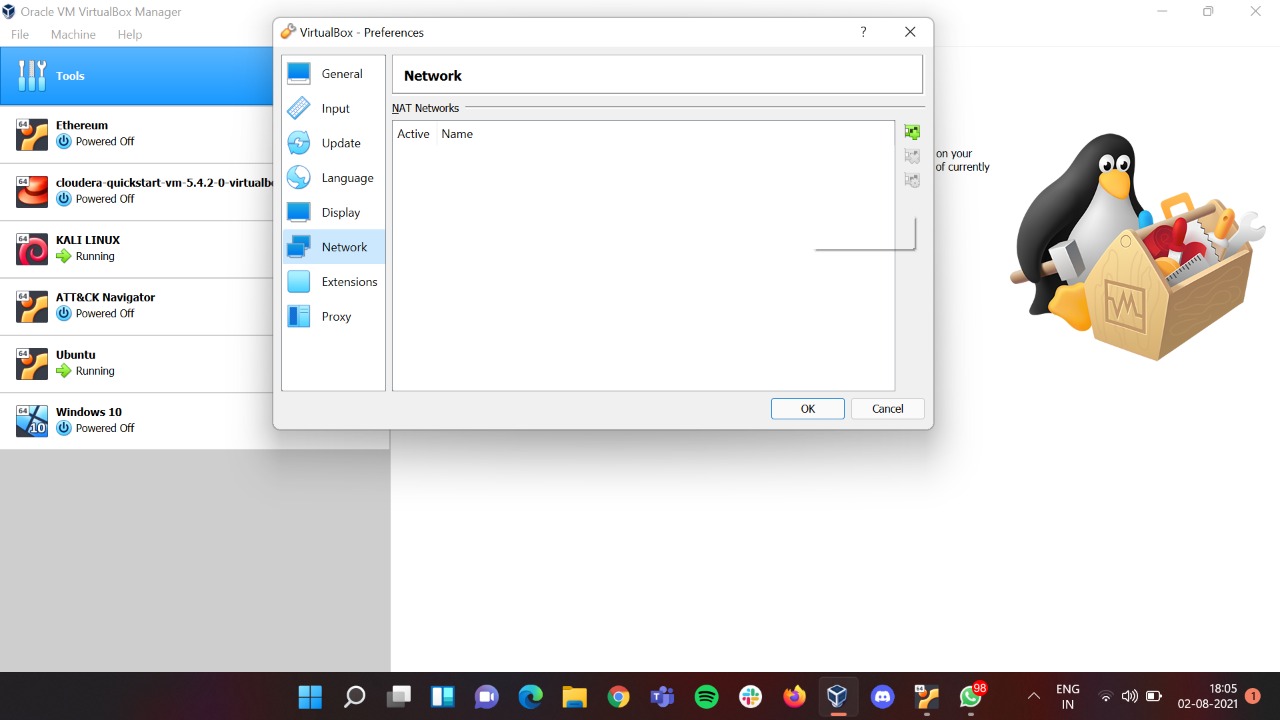 Oracle VM VirtualBox Manager
File Machine Help
Tools
64 Ethereum
Powered Off
64 cloudera-quickstart-vm-5.4.2-0-virtualb
Powered Off
64 KALI LINUX
Running
64 ATT&CK Navigator
Powered Off
64 Ubuntu
Running
64 10 Windows 10
Powered Off
VirtualBox - Preferences ?
General
Input
Update
Language
Display
Network
Extensions
Proxy
Network
NAT Networks
Active Name
OK Cancel
on your
of currently
98
ENG
IN
18:05
02-08-2021
1